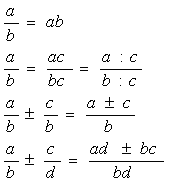 a/b = ab
a/b = ac/bc = a : c/b : c
a/b ± c/b = a ± c/b
a/b ± c/d = ad ± bc/bd